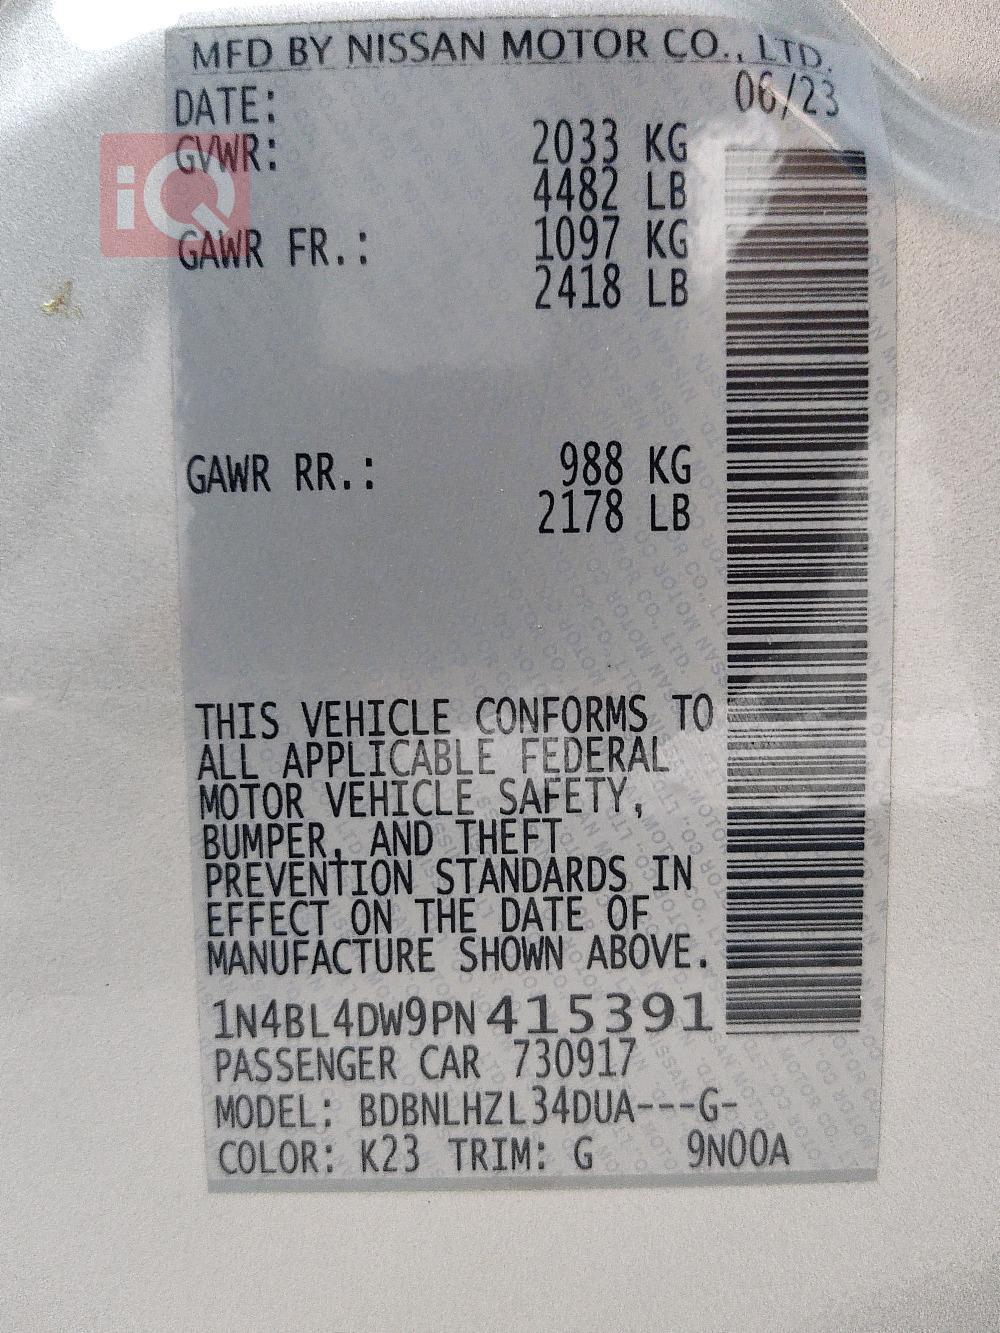 MFD BY NISSAN MOTOR CO., LTD.
DATE: 06/23
GVWR: 2033 KG
4482 LB
GAWR FR.: 1097 KG
2418 LB
GAWR RR.: 988 KG
2178 LB
THIS VEHICLE CONFORMS TO
ALL APPLICABLE FEDERAL
MOTOR VEHICLE SAFETY,
BUMPER, AND THEFT
PREVENTION STANDARDS IN
EFFECT ON THE DATE OF
MANUFACTURE SHOWN ABOVE.
1N4BL4DW9PN415391
PASSENGER CAR 730917
MODEL: BDBNLHZL34DUA---G-
COLOR: K23 TRIM: G 9N00A
iQ